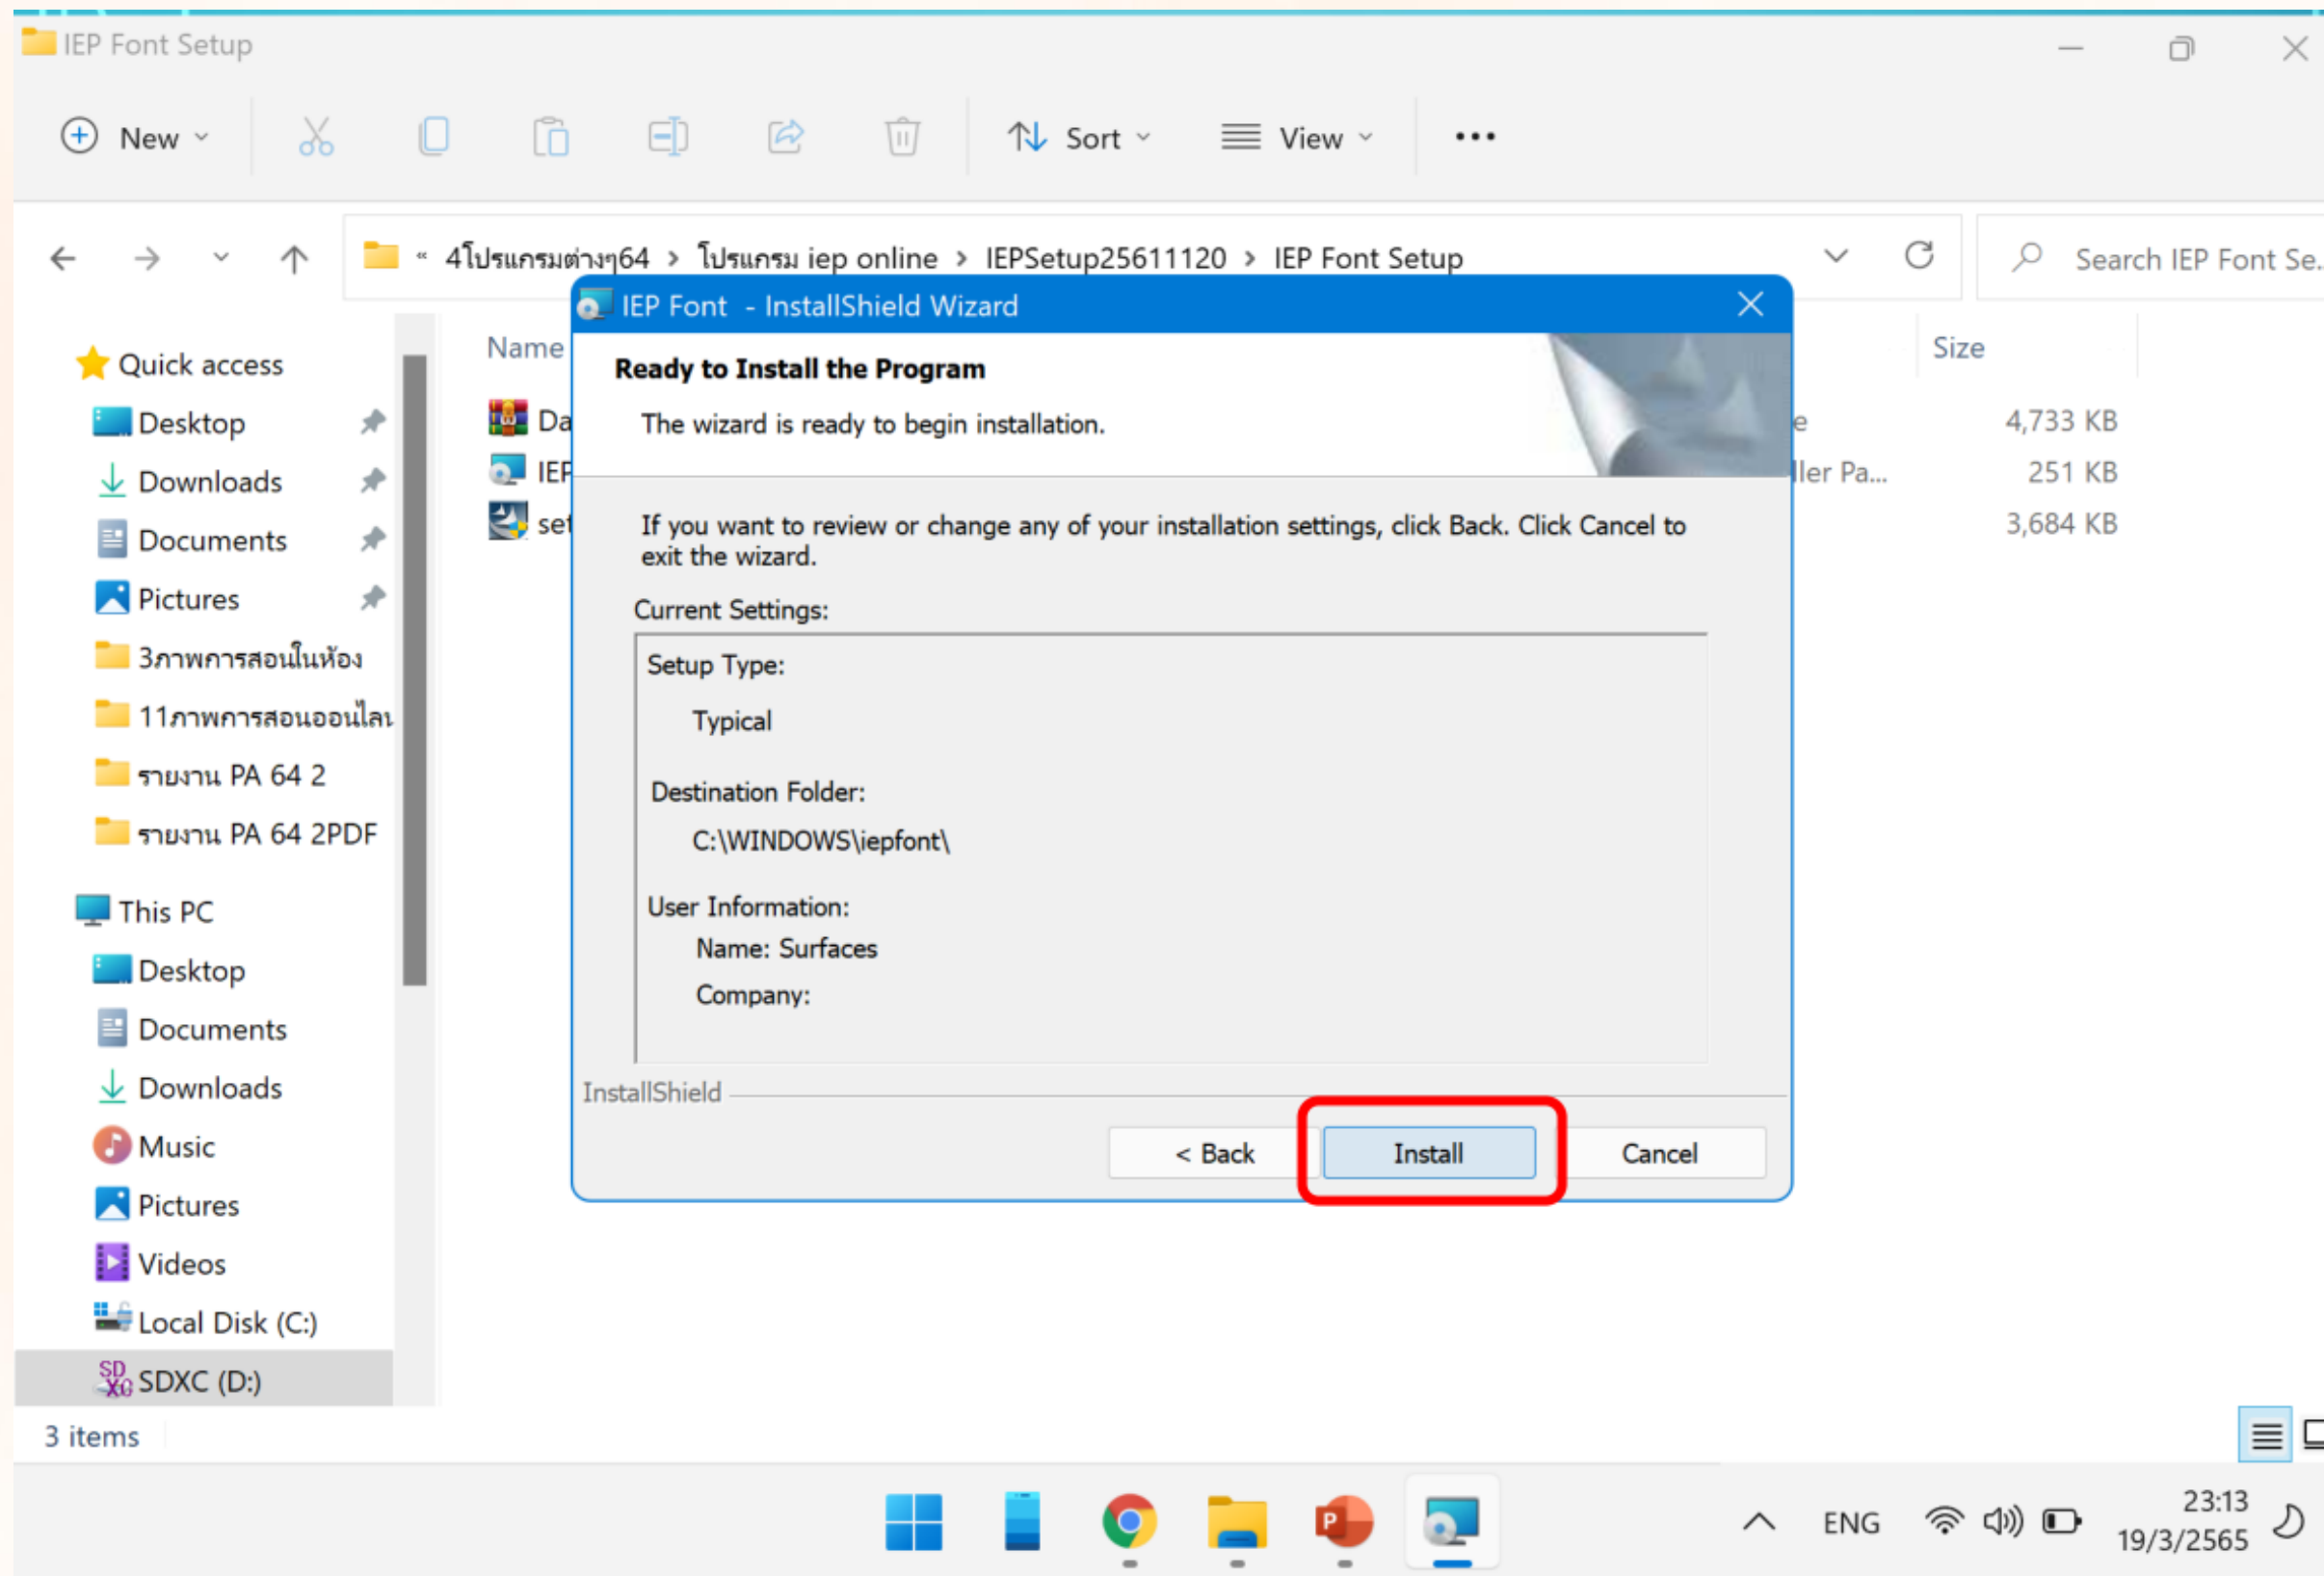 IEP Font Setup
New
Sort
View
« 4โปรแกรมต่างๆ64 > โปรแกรม iep online > IEPSetup25611120 > IEP Font Setup
Search IEP Font Se...
IEP Font - InstallShield Wizard
Ready to Install the Program
The wizard is ready to begin installation.
If you want to review or change any of your installation settings, click Back. Click Cancel to
exit the wizard.
Current Settings:
Setup Type:
Typical
Destination Folder:
C:\WINDOWS\iepfont\
User Information:
Name: Surfaces
Company:
InstallShield
< Back
Install
Cancel
Name
Size
Da
e
4,733 KB
IEP
ller Pa...
251 KB
set
3,684 KB
Quick access
Desktop
Downloads
Documents
Pictures
3ภาพการสอนในห้อง
11ภาพการสอนออนไลน
รายงาน PA 64 2
รายงาน PA 64 2PDF
This PC
Desktop
Documents
Downloads
Music
Pictures
Videos
Local Disk (C:)
SD
XC
SDXC (D:)
3 items
P
ENG
23:13
19/3/2565